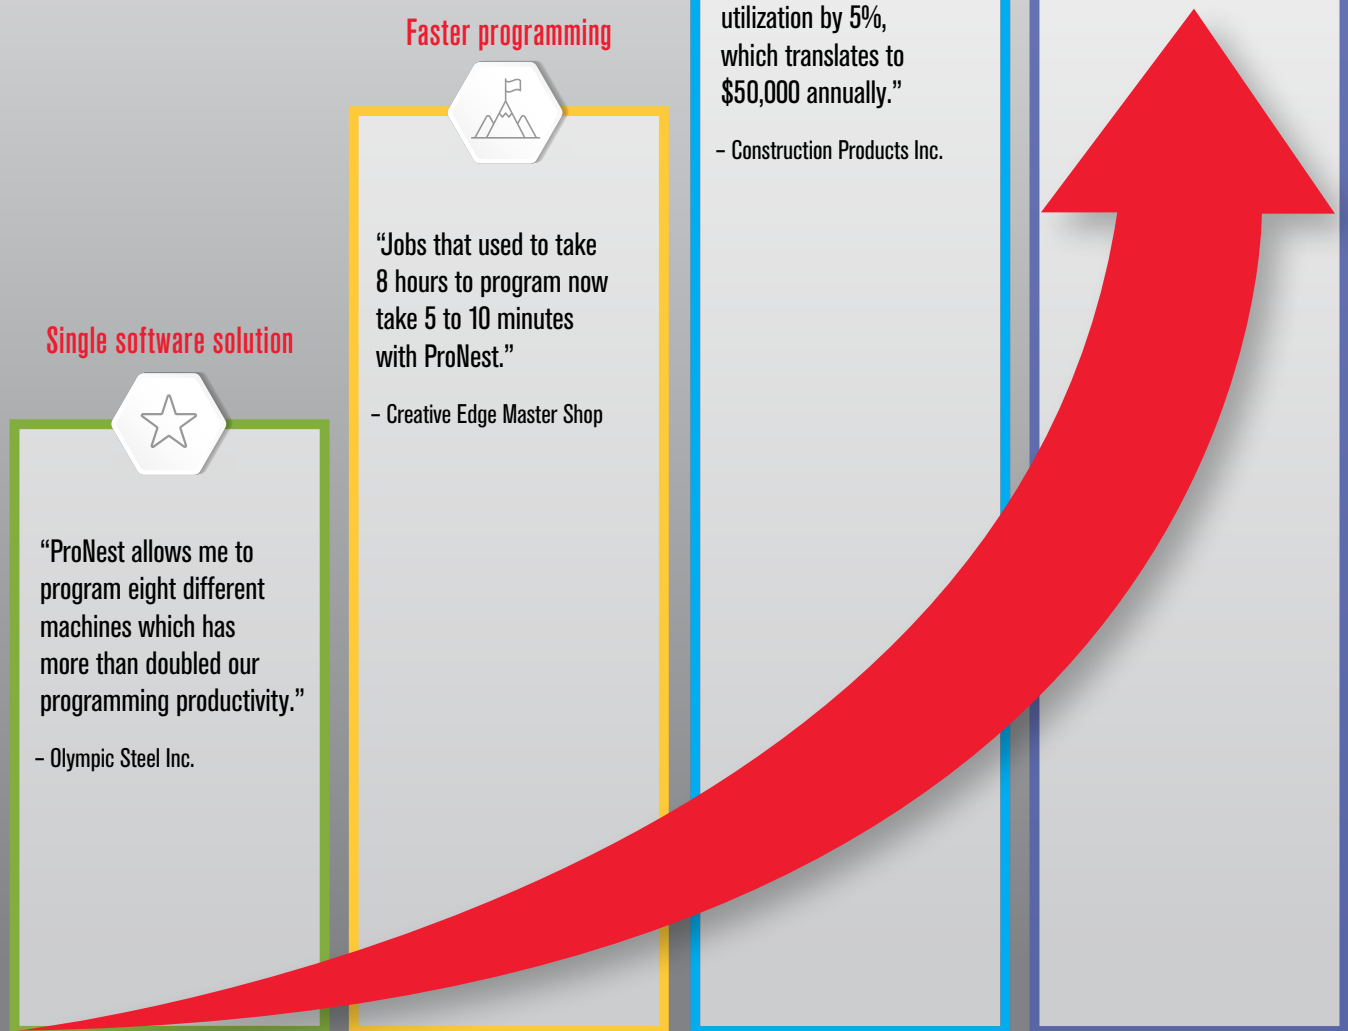 Single software solution
“ProNest allows me to
program eight different
machines which has
more than doubled our
programming productivity.”
– Olympic Steel Inc.
Faster programming
“Jobs that used to take
8 hours to program now
take 5 to 10 minutes
with ProNest.”
– Creative Edge Master Shop
utilization by 5%,
which translates to
$50,000 annually.”
– Construction Products Inc.